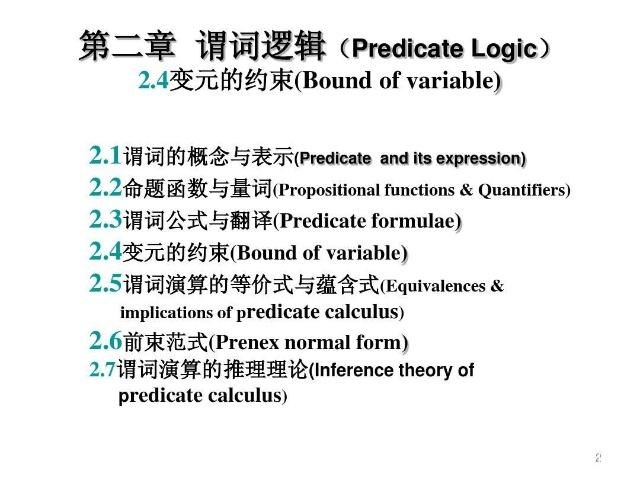 第二章 谓词逻辑（Predicate Logic）
2.4变元的约束(Bound of variable)
2.1谓词的概念与表示(Predicate and its expression)
2.2命题函数与量词(Propositional functions & Quantifiers)
2.3谓词公式与翻译(Predicate formulae)
2.4变元的约束(Bound of variable)
2.5谓词演算的等价式与蕴含式(Equivalences &
implications of predicate calculus)
2.6前束范式(Prenex normal form)
2.7谓词演算的推理理论(Inference theory of
predicate calculus)
2